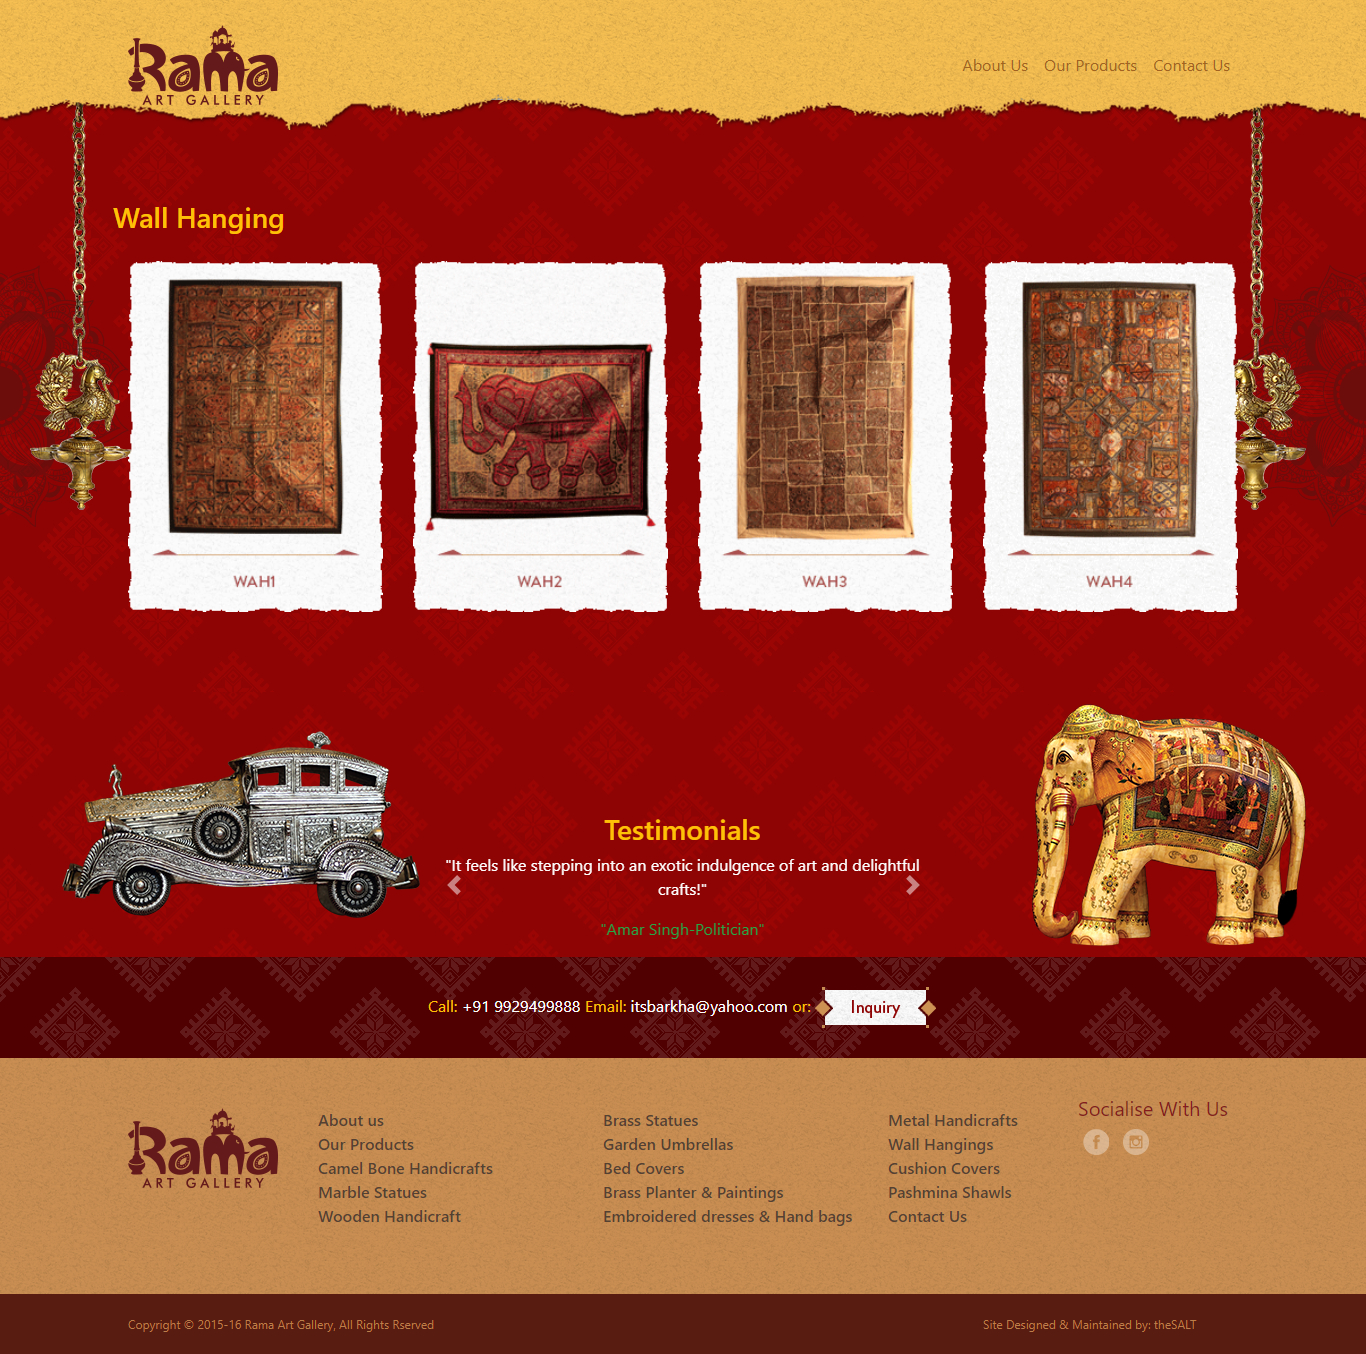 Rama
ART GALLERY
About Us Our Products Contact Us
Wall Hanging
WAH1 WAH2 WAH3 WAH4
Testimonials
"It feels like stepping into an exotic indulgence of art and delightful
crafts!"
"Amar Singh-Politician"
Call: +91 9929499888 Email: itsbarkha@yahoo.com or: Inquiry
Rama
ART GALLERY
About us
Our Products
Camel Bone Handicrafts
Marble Statues
Wooden Handicraft
Brass Statues
Garden Umbrellas
Bed Covers
Brass Planter & Paintings
Embroidered dresses & Hand bags
Metal Handicrafts
Wall Hangings
Cushion Covers
Pashmina Shawls
Contact Us
Socialise With Us
f
Copyright © 2015-16 Rama Art Gallery, All Rights Rserved
Site Designed & Maintained by: theSALT